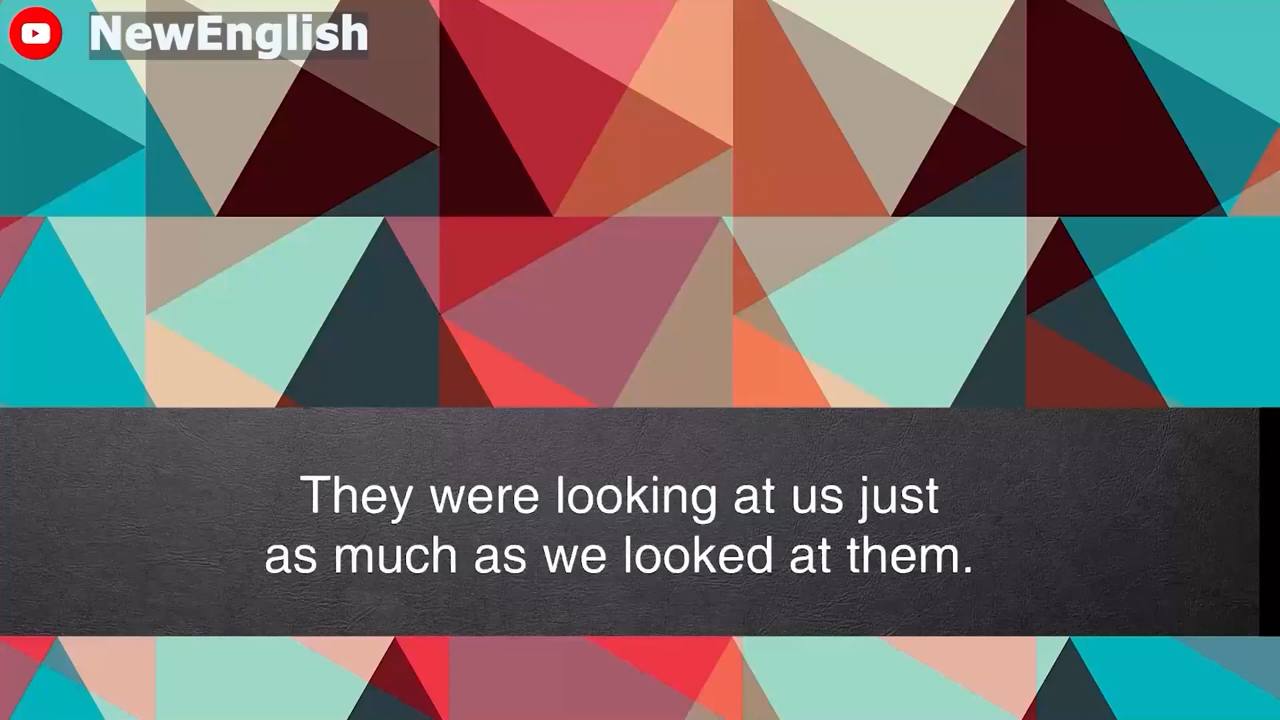 NewEnglish
They were looking at us just
as much as we looked at them.